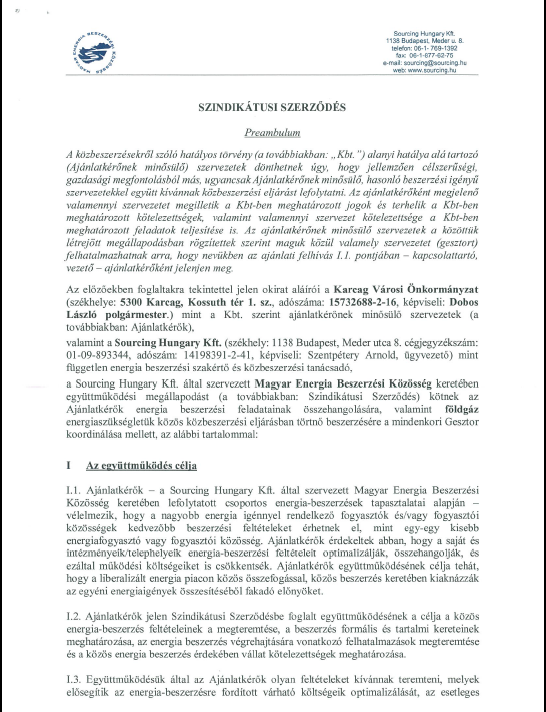 MAGYAR ENERGIA BESZERZÉSI KÖZÖSSÉG
Sourcing Hungary Kft.
1138 Budapest, Meder u. 8.
telefon: 06-1- 769-1392
fax: 06-1-877-62-75
e-mail: sourcing@sourcing.hu
web: www.sourcing.hu
SZINDIKÁTUSI SZERZŐDÉS
Preambulum
A közbeszerzésekről szóló hatályos törvény (a továbbiakban: „Kbt.”) alanyi hatálya alá tartozó
(Ajánlatkérőnek minősülő) szervezetek dönthetnek úgy, hogy jellemzően célszerűségi,
gazdasági megfontolásból más, ugyancsak Ajánlatkérőnek minősülő, hasonló beszerzési igényű
szervezetekkel együtt kívánnak közbeszerzési eljárást lefolytatni. Az ajánlatkérőként megjelenő
valamennyi szervezetet megilletik a Kbt-ben meghatározott jogok és terhelik a Kbt-ben
meghatározott kötelezettségek, valamint valamennyi szervezet kötelezettsége a Kbt-ben
meghatározott feladatok teljesítése is. Az ajánlatkérőnek minősülő szervezetek a közöttük
létrejött megállapodásban rögzítettek szerint maguk közül valamely szervezetet (gesztort)
felhatalmazhatnak arra, hogy nevükben az ajánlati felhívás I.1. pontjában – kapcsolattartó,
vezető – ajánlatkérőként jelenjen meg.
Az előzőekben foglaltakra tekintettel jelen okirat aláírói a Karcag Városi Önkormányzat
(székhelye: 5300 Karcag, Kossuth tér 1. sz., adószáma: 15732688-2-16, képviseli: Dobos
László polgármester.) mint a Kbt. szerint ajánlatkérőnek minősülő szervezetek (a
továbbiakban: Ajánlatkérők),
valamint a Sourcing Hungary Kft. (székhely: 1138 Budapest, Meder utca 8. cégjegyzékszám:
01-09-893344, adószám: 14198391-2-41, képviseli: Szentpétery Arnold, ügyvezető) mint
független energia beszerzési szakértő és közbeszerzési tanácsadó,
a Sourcing Hungary Kft. által szervezett Magyar Energia Beszerzési Közösség keretében
együttműködési megállapodást (a továbbiakban: Szindikátusi Szerződés) kötnek az
Ajánlatkérők energia beszerzési feladatainak összehangolására, valamint földgáz
energiaszükségletük közös közbeszerzési eljárásban történő beszerzésére a mindenkori Gesztor
koordinálása mellett, az alábbi tartalommal:
I Az együttműködés célja
I.1. Ajánlatkérők – a Sourcing Hungary Kft. által szervezett Magyar Energia Beszerzési
Közösség keretében lefolytatott csoportos energia-beszerzések tapasztalatai alapján –
vélelmezik, hogy a nagyobb energia igénnyel rendelkező fogyasztók és/vagy fogyasztói
közösségek kedvezőbb beszerzési feltételeket érhetnek el, mint egy-egy kisebb
energiafogyasztó vagy fogyasztói közösség. Ajánlatkérők érdekeltek abban, hogy a saját és
intézményeik/telephelyeik energia-beszerzési feltételeit optimalizálják, összehangolják, és
ezáltal működési költségeiket is csökkentsék. Ajánlatkérők együttműködésének célja tehát,
hogy a liberalizált energia piacon közös összefogással, közös beszerzés keretében kiaknázzák
az egyéni energiaigények összesítéséből fakadó előnyöket.
I.2. Ajánlatkérők jelen Szindikátusi Szerződésbe foglalt együttműködésének a célja a közös
energia-beszerzés feltételeinek a megteremtése, a beszerzés formális és tartalmi kereteinek
meghatározása, az energia beszerzés végrehajtására vonatkozó felhatalmazások megteremtése
és a közös energia beszerzés érdekében vállat kötelezettségek meghatározása.
I.3. Együttműködésük által az Ajánlatkérők olyan feltételeket kívánnak teremteni, melyek
elősegítik az energia-beszerzésre fordított várható költségeik optimalizálását, az esetleges